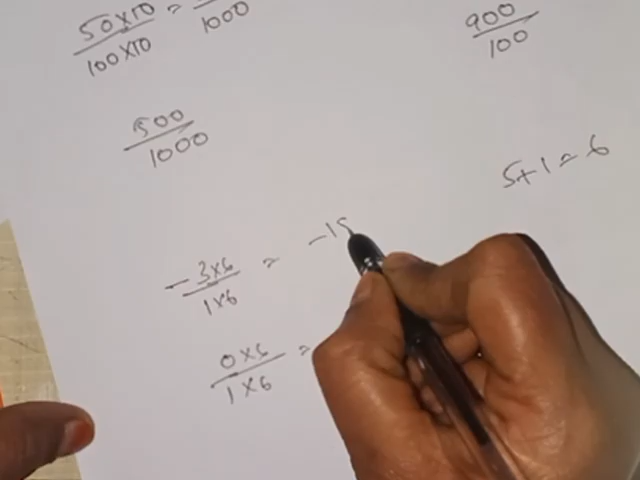 50×10 / 100×10 = / 1000
900 / 100
500 / 1000
5+1=6
-3×6 / 1×6 = -1
0×6 / 1×6 =